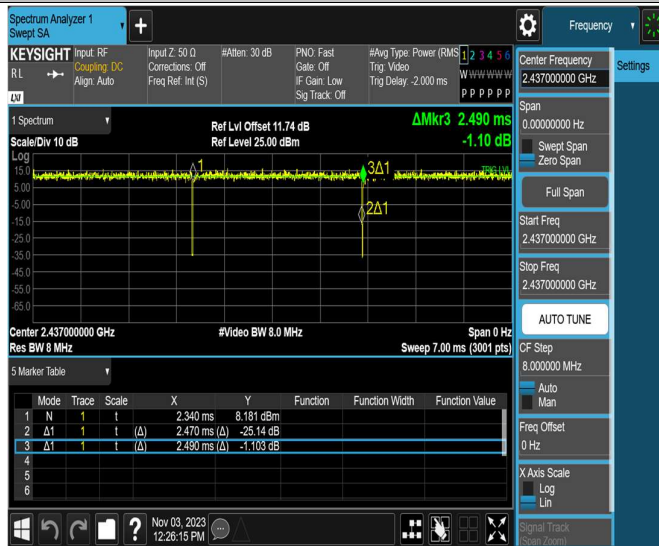 Spectrum Analyzer 1
Swept SA
Frequency
KEYSIGHT
RL
LXI
Input: RF
Coupling: DC
Align: Auto
Input Z: 50 Ω
Corrections: Off
Freq Ref: Int (S)
#Atten: 30 dB
PNO: Fast
Gate: Off
IF Gain: Low
Sig Track: Off
#Avg Type: Power (RMS
Trig: Video
Trig Delay: -2.000 ms
1 2 3 4 5 6
W W W W W W
P P P P P P
Center Frequency
2.437000000 GHz
Settings
Span
0.00000000 Hz
Swept Span
Zero Span
Full Span
Start Freq
2.437000000 GHz
Stop Freq
2.437000000 GHz
AUTO TUNE
CF Step
8.000000 MHz
Auto
Man
Freq Offset
0 Hz
X Axis Scale
Log
Lin
Signal Track
(Span Zoom)
1 Spectrum
Scale/Div 10 dB
Ref Lvl Offset 11.74 dB
Ref Level 25.00 dBm
ΔMkr3 2.490 ms
-1.10 dB
Log
15.0
5.00
-5.00
-15.0
-25.0
-35.0
-45.0
-55.0
-65.0
1
3Δ1
2Δ1
TRIG LVL
Center 2.437000000 GHz
Res BW 8 MHz
#Video BW 8.0 MHz
Span 0 Hz
Sweep 7.00 ms (3001 pts)
5 Marker Table
Mode Trace Scale X Y Function Function Width Function Value
1 N 1 t 2.340 ms 8.181 dBm
2 Δ1 1 t (Δ) 2.470 ms (Δ) -25.14 dB
3 Δ1 1 t (Δ) 2.490 ms (Δ) -1.103 dB
4
5
6
?
Nov 03, 2023
12:26:15 PM